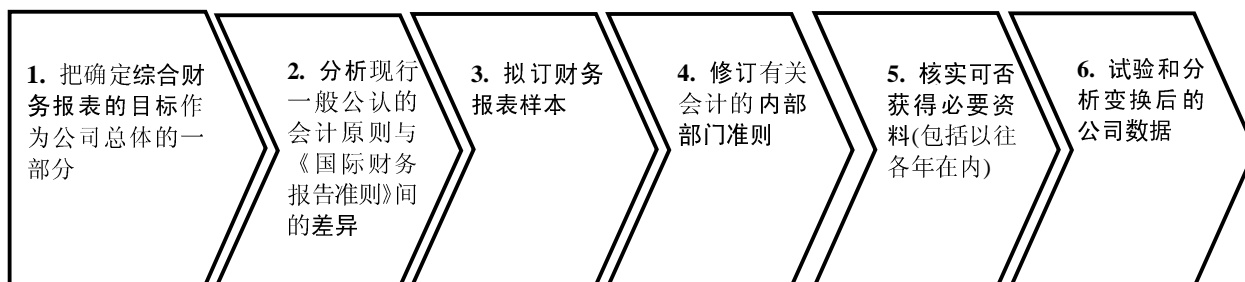 1. 把确定综合财
务报表的目标作
为公司总体的一
部分
2. 分析现行
一般公认的
会计原则与
《国际财务
报告准则》间
的差异
3. 拟订财务
报表样本
4. 修订有关
会计的内部
部门准则
5. 核实可否
获得必要资
料(包括以往
各年在内)
6. 试验和分
析变换后的
公司数据